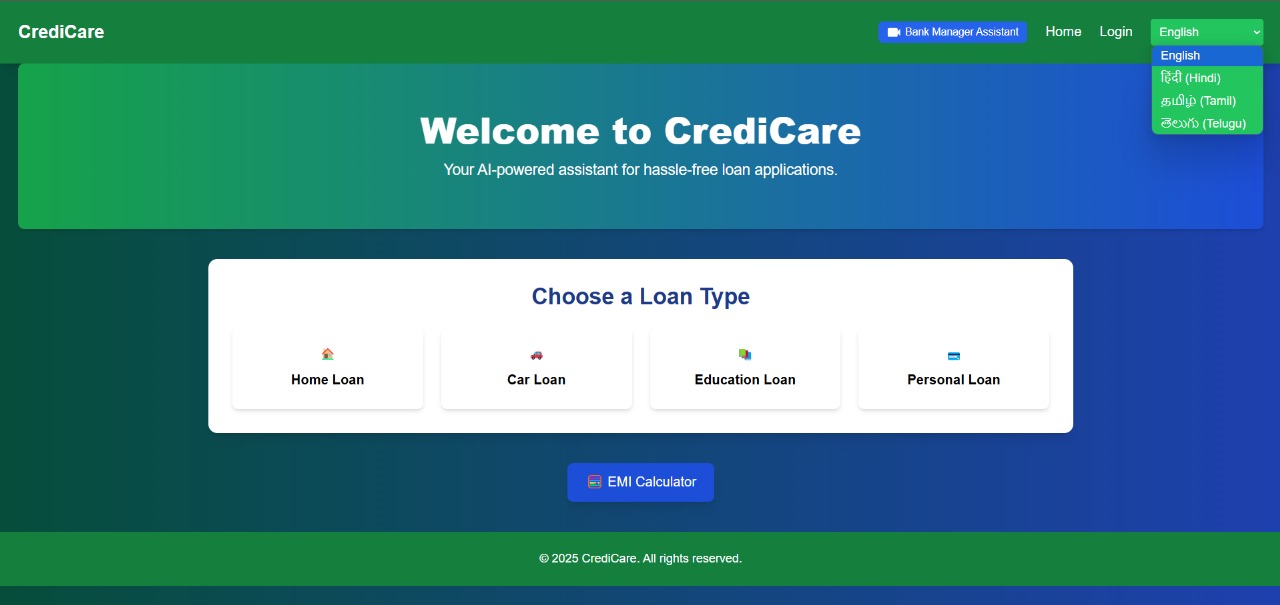 CrediCare
Bank Manager Assistant
Home
Login
English
English
हिंदी (Hindi)
தமிழ் (Tamil)
తెలుగు (Telugu)
Welcome to CrediCare
Your AI-powered assistant for hassle-free loan applications.
Choose a Loan Type
Home Loan
Car Loan
Education Loan
Personal Loan
EMI Calculator
© 2025 CrediCare. All rights reserved.